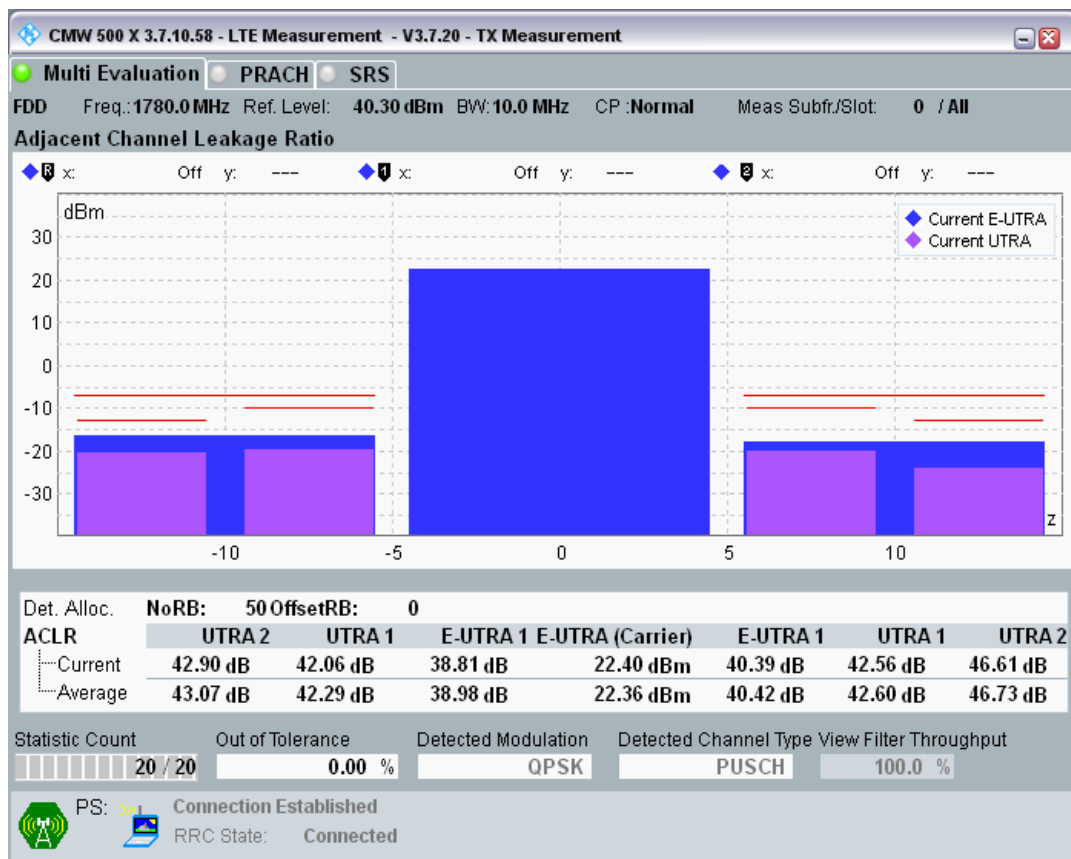 CMW 500 X 3.7.10.58 - LTE Measurement - V3.7.20 - TX Measurement
Multi Evaluation PRACH SRS
FDD Freq.:1780.0 MHz Ref. Level: 40.30 dBm BW:10.0 MHz CP :Normal Meas Subfr./Slot: 0 / All
Adjacent Channel Leakage Ratio
R x: Off y: --- 1 x: Off y: --- 2 x: Off y: ---
dBm
Current E-UTRA
Current UTRA
30
20
10
0
-10
-20
-30
z
-10 -5 0 5 10
Det. Alloc. NoRB: 50 OffsetRB: 0
ACLR UTRA 2 UTRA 1 E-UTRA 1 E-UTRA (Carrier) E-UTRA 1 UTRA 1 UTRA 2
Current 42.90 dB 42.06 dB 38.81 dB 22.40 dBm 40.39 dB 42.56 dB 46.61 dB
Average 43.07 dB 42.29 dB 38.98 dB 22.36 dBm 40.42 dB 42.60 dB 46.73 dB
Statistic Count Out of Tolerance Detected Modulation Detected Channel Type View Filter Throughput
20 / 20 0.00 % QPSK PUSCH 100.0 %
PS: Connection Established
RRC State: Connected